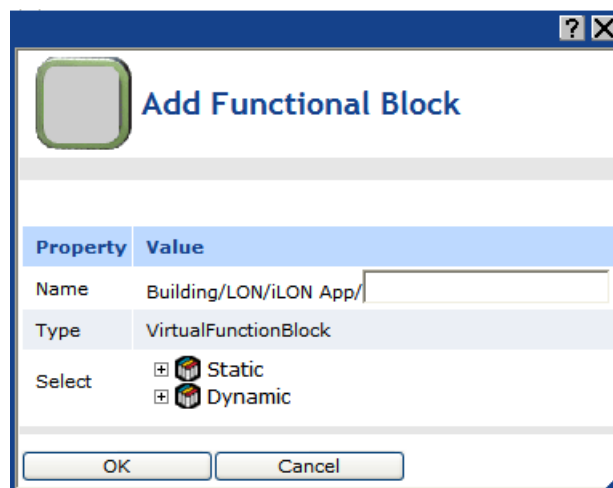 ?
Add Functional Block
Property Value
Name Building/LON/iLON App/
Type VirtualFunctionBlock
Select
Static
Dynamic
OK Cancel